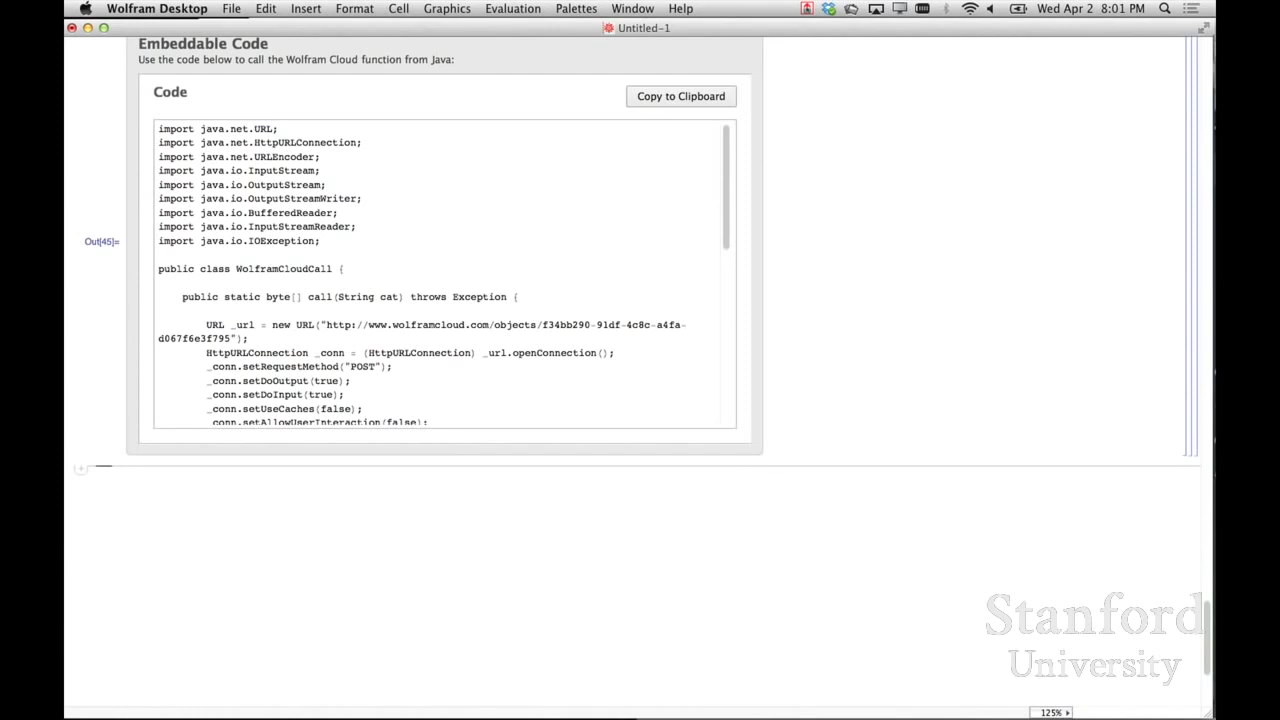 Wolfram Desktop File Edit Insert Format Cell Graphics Evaluation Palettes Window Help Wed Apr 2 8:01 PM
Untitled-1
Embeddable Code
Use the code below to call the Wolfram Cloud function from Java:
Code
Copy to Clipboard
import java.net.URL;
import java.net.HttpURLConnection;
import java.net.URLEncoder;
import java.io.InputStream;
import java.io.OutputStream;
import java.io.OutputStreamWriter;
import java.io.BufferedReader;
import java.io.InputStreamReader;
import java.io.IOException;
Out[45]=
public class WolframCloudCall {
public static byte[] call(String cat) throws Exception {
URL _url = new URL("http://www.wolframcloud.com/objects/f34bb290-91df-4c8c-a4fa-
d067f6e3f795");
HttpURLConnection _conn = (HttpURLConnection) _url.openConnection();
_conn.setRequestMethod("POST");
_conn.setDoOutput(true);
_conn.setDoInput(true);
_conn.setUseCaches(false);
_conn.setAllowUserInteraction(false);
Stanford
University
125%